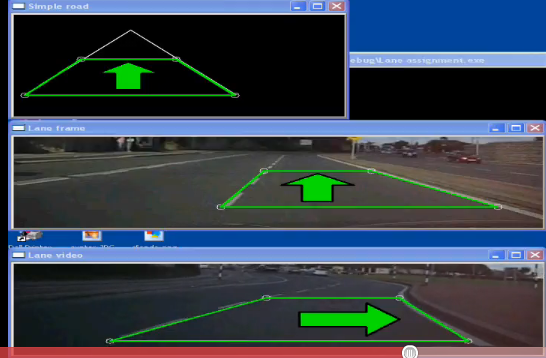 Simple road
ebug\Lane assignment.exe
Lane frame
Lane video